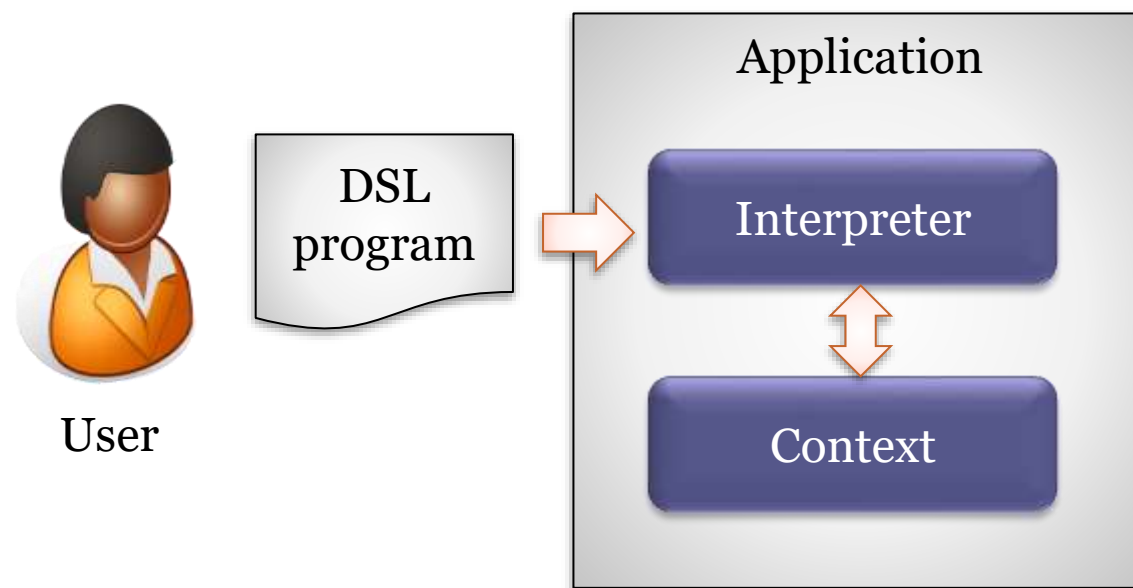 Application
DSL
program
Interpreter
User
Context